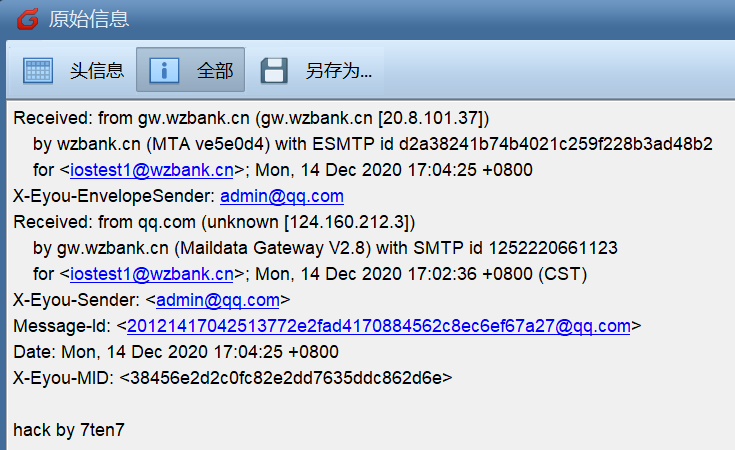 原始信息
头信息 全部 另存为...
Received: from gw.wzbank.cn (gw.wzbank.cn [20.8.101.37])
by wzbank.cn (MTA ve5e0d4) with ESMTP id d2a38241b74b4021c259f228b3ad48b2
for <iostest1@wzbank.cn>; Mon, 14 Dec 2020 17:04:25 +0800
X-Eyou-EnvelopeSender: admin@qq.com
Received: from qq.com (unknown [124.160.212.3])
by gw.wzbank.cn (Maildata Gateway V2.8) with SMTP id 1252220661123
for <iostest1@wzbank.cn>; Mon, 14 Dec 2020 17:02:36 +0800 (CST)
X-Eyou-Sender: <admin@qq.com>
Message-Id: <20121417042513772e2fad4170884562c8ec6ef67a27@qq.com>
Date: Mon, 14 Dec 2020 17:04:25 +0800
X-Eyou-MID: <38456e2d2c0fc82e2dd7635ddc862d6e>
hack by 7ten7